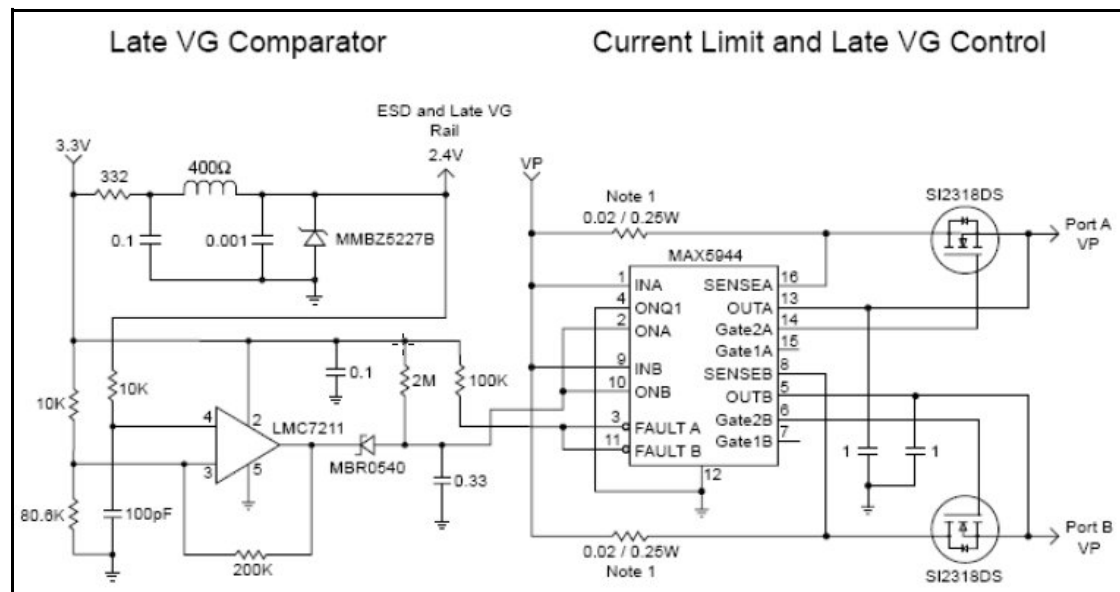 Late VG Comparator
Current Limit and Late VG Control
ESD and Late VG
Rail
2.4V
3.3V
332
400Ω
0.1
0.001
MMBZ5227B
10K
10K
4
3
2
5
LMC7211
MBR0540
0.1
2M
100K
0.33
80.6K
100pF
200K
VP
Note 1
0.02 / 0.25W
MAX5944
1
INA
4
ONQ1
2
ONA
9
INB
10
ONB
3
FAULT A
11
FAULT B
12
SENSEA
16
OUTA
13
Gate2A
14
Gate1A
15
SENSEB
8
OUTB
5
Gate2B
6
Gate1B
7
SI2318DS
Port A
VP
1
1
Port B
VP
SI2318DS
0.02 / 0.25W
Note 1